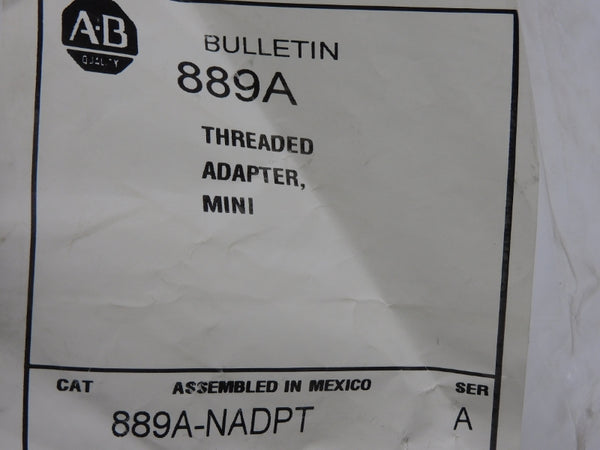 A-B
QUALITY
BULLETIN
889A
THREADED
ADAPTER,
MINI
CAT ASSEMBLED IN MEXICO SER
889A-NADPT A